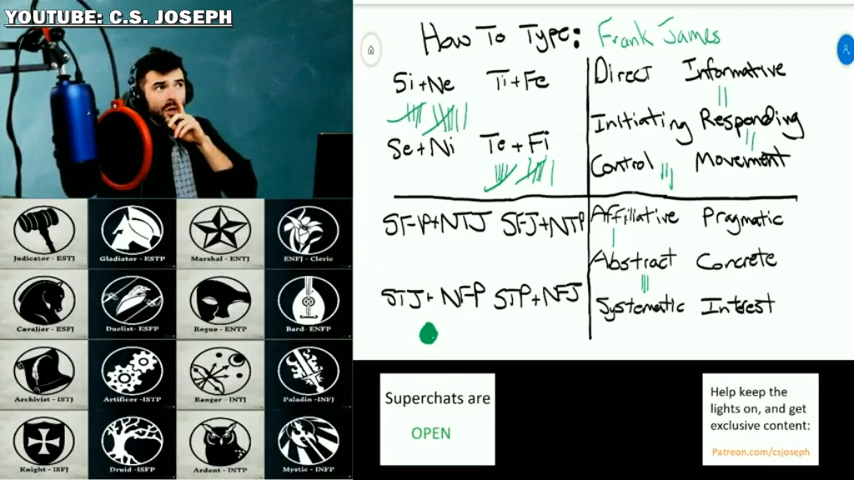 YOUTUBE: C.S. JOSEPH
How To Type: Frank James
Si+Ne Ti+Fe
Se+Ni Te+Fi
Direct Informative
Initiating Responding
Control Movement
STP+NTJ SFJ+NTP
STJ+NFP STP+NFJ
Affiliative Pragmatic
Abstract Concrete
Systematic Interest
Judicator - ESTJ
Gladiator - ESTP
Marshal - ENTJ
ENFJ - Cleric
Cavalier - ESFJ
Duelist - ESFP
Rogue - ENTP
Bard - ENFP
Archivist - ISTJ
Artificer - ISTP
Ranger - INTJ
Paladin - INFJ
Knight - ISFJ
Druid - ISFP
Ardent - INTP
Mystic - INFP
Superchats are
OPEN
Help keep the
lights on, and get
exclusive content:
Patreon.com/csjoseph